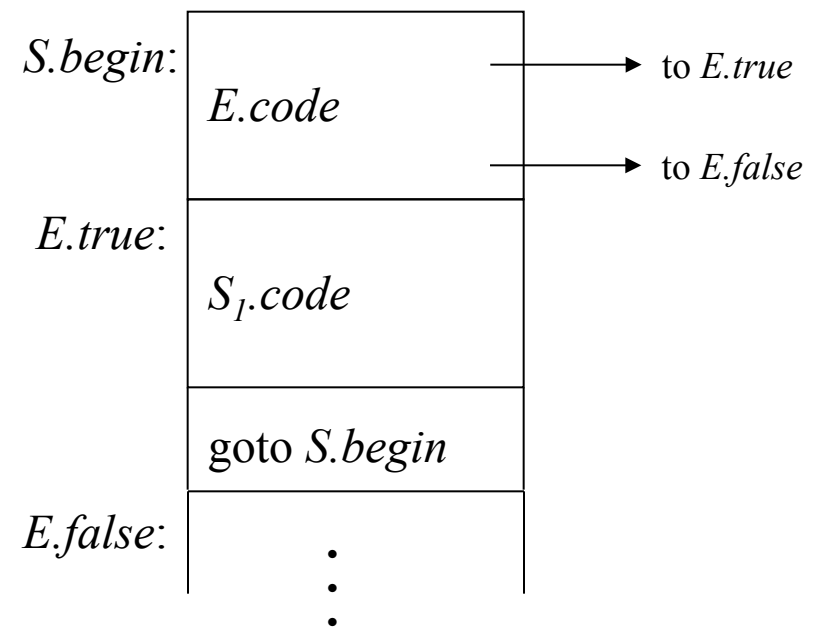 S.begin:
to E.true
E.code
to E.false
E.true:
S₁.code
goto S.begin
E.false: